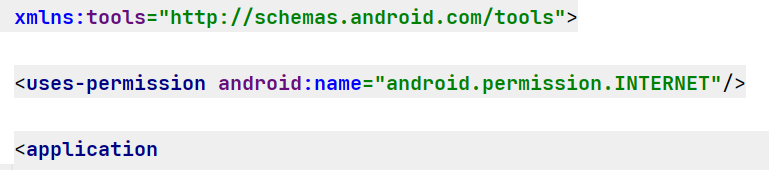 xmlns:tools="http://schemas.android.com/tools">
<uses-permission android:name="android.permission.INTERNET"/>
<application